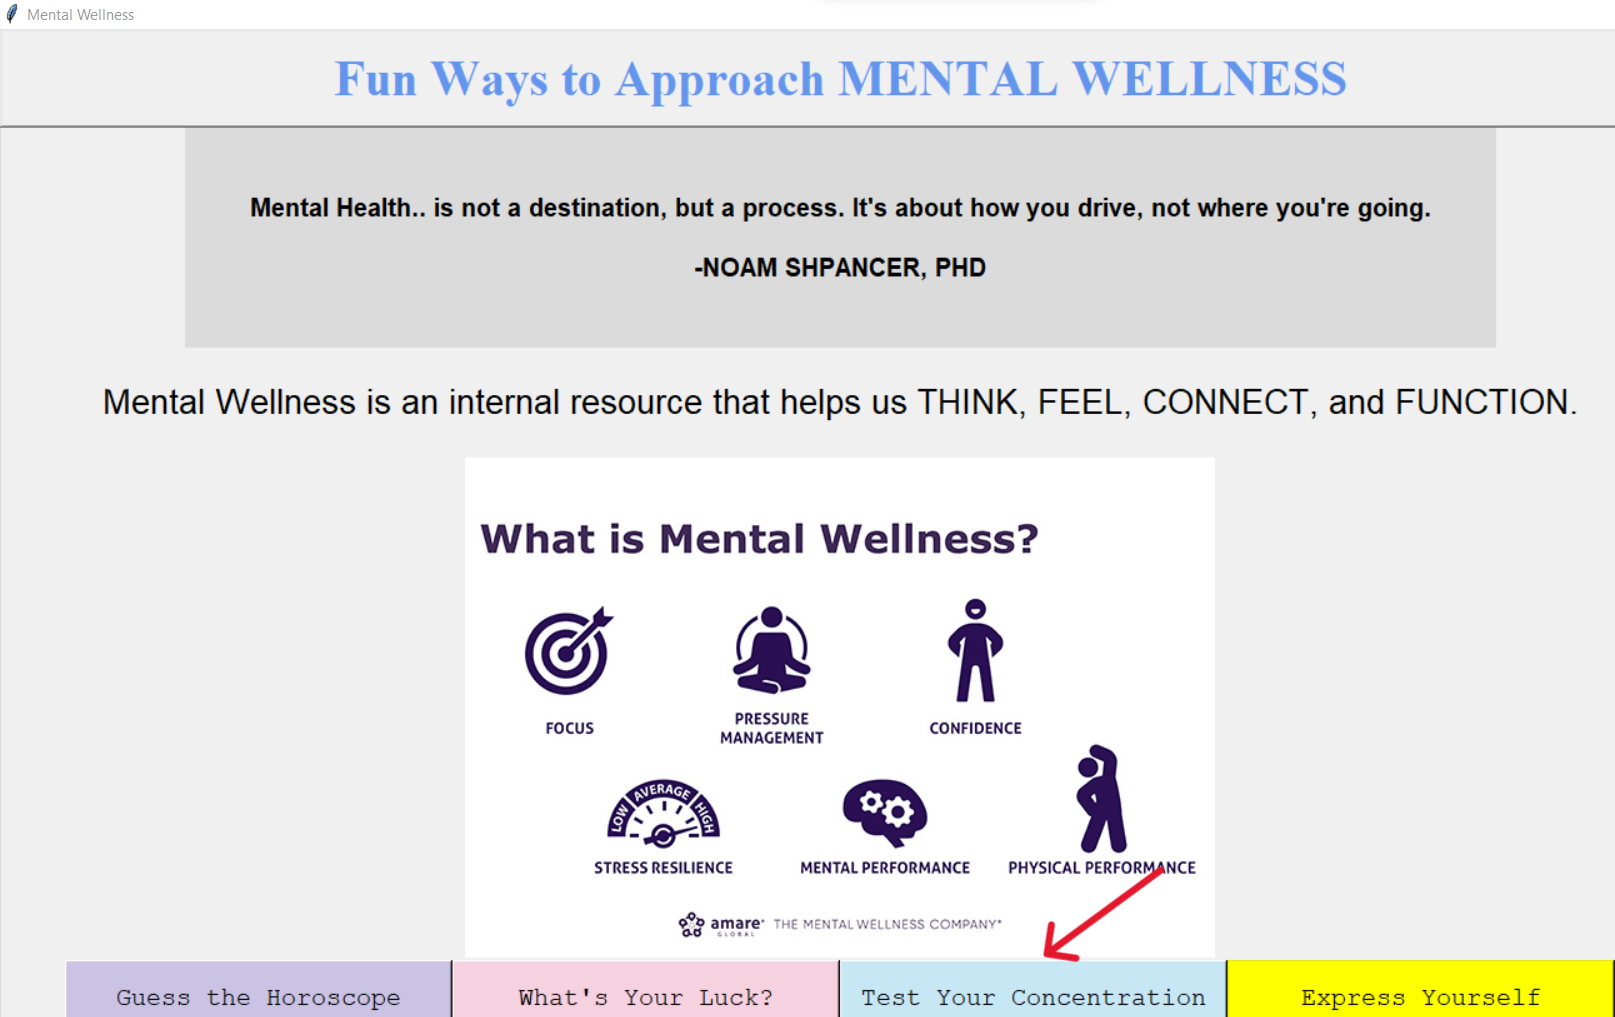 Mental Wellness
Fun Ways to Approach MENTAL WELLNESS
Mental Health.. is not a destination, but a process. It's about how you drive, not where you're going.
-NOAM SHPANCER, PHD
Mental Wellness is an internal resource that helps us THINK, FEEL, CONNECT, and FUNCTION.
What is Mental Wellness?
FOCUS
PRESSURE
MANAGEMENT
CONFIDENCE
LOW AVERAGE HIGH
STRESS RESILIENCE
MENTAL PERFORMANCE
PHYSICAL PERFORMANCE
amare® THE MENTAL WELLNESS COMPANY®
GLOBAL
Guess the Horoscope
What's Your Luck?
Test Your Concentration
Express Yourself